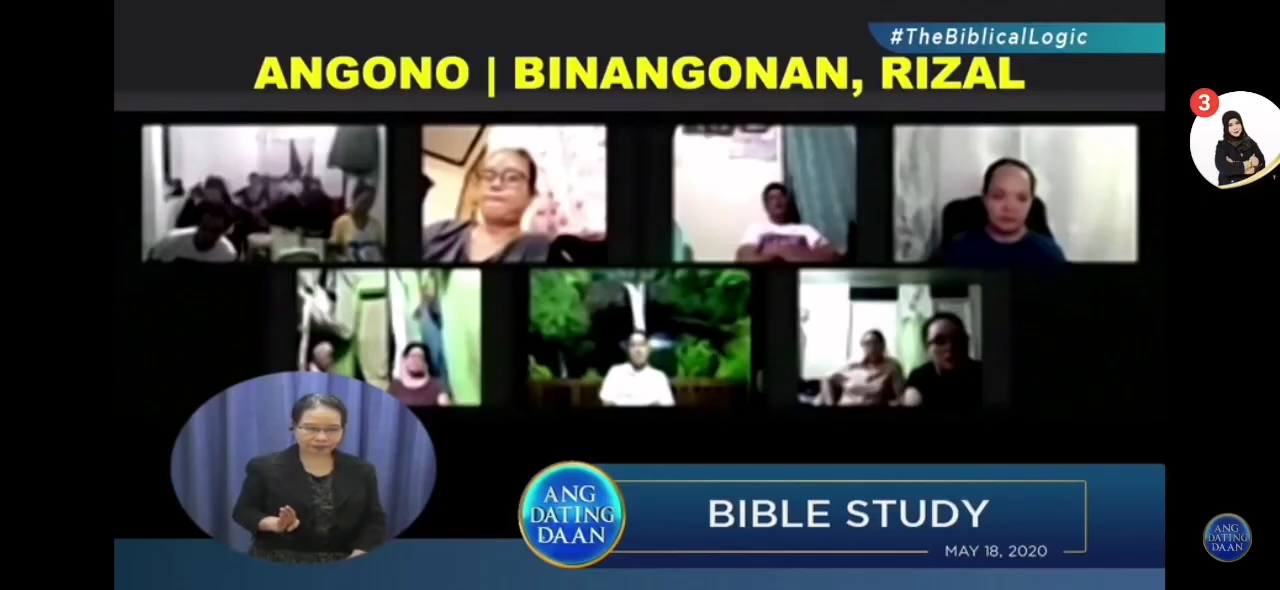 #TheBiblicalLogic
ANGONO | BINANGONAN, RIZAL
3
ANG
DATING
DAAN
BIBLE STUDY
MAY 18, 2020
ANG
DATING
DAAN